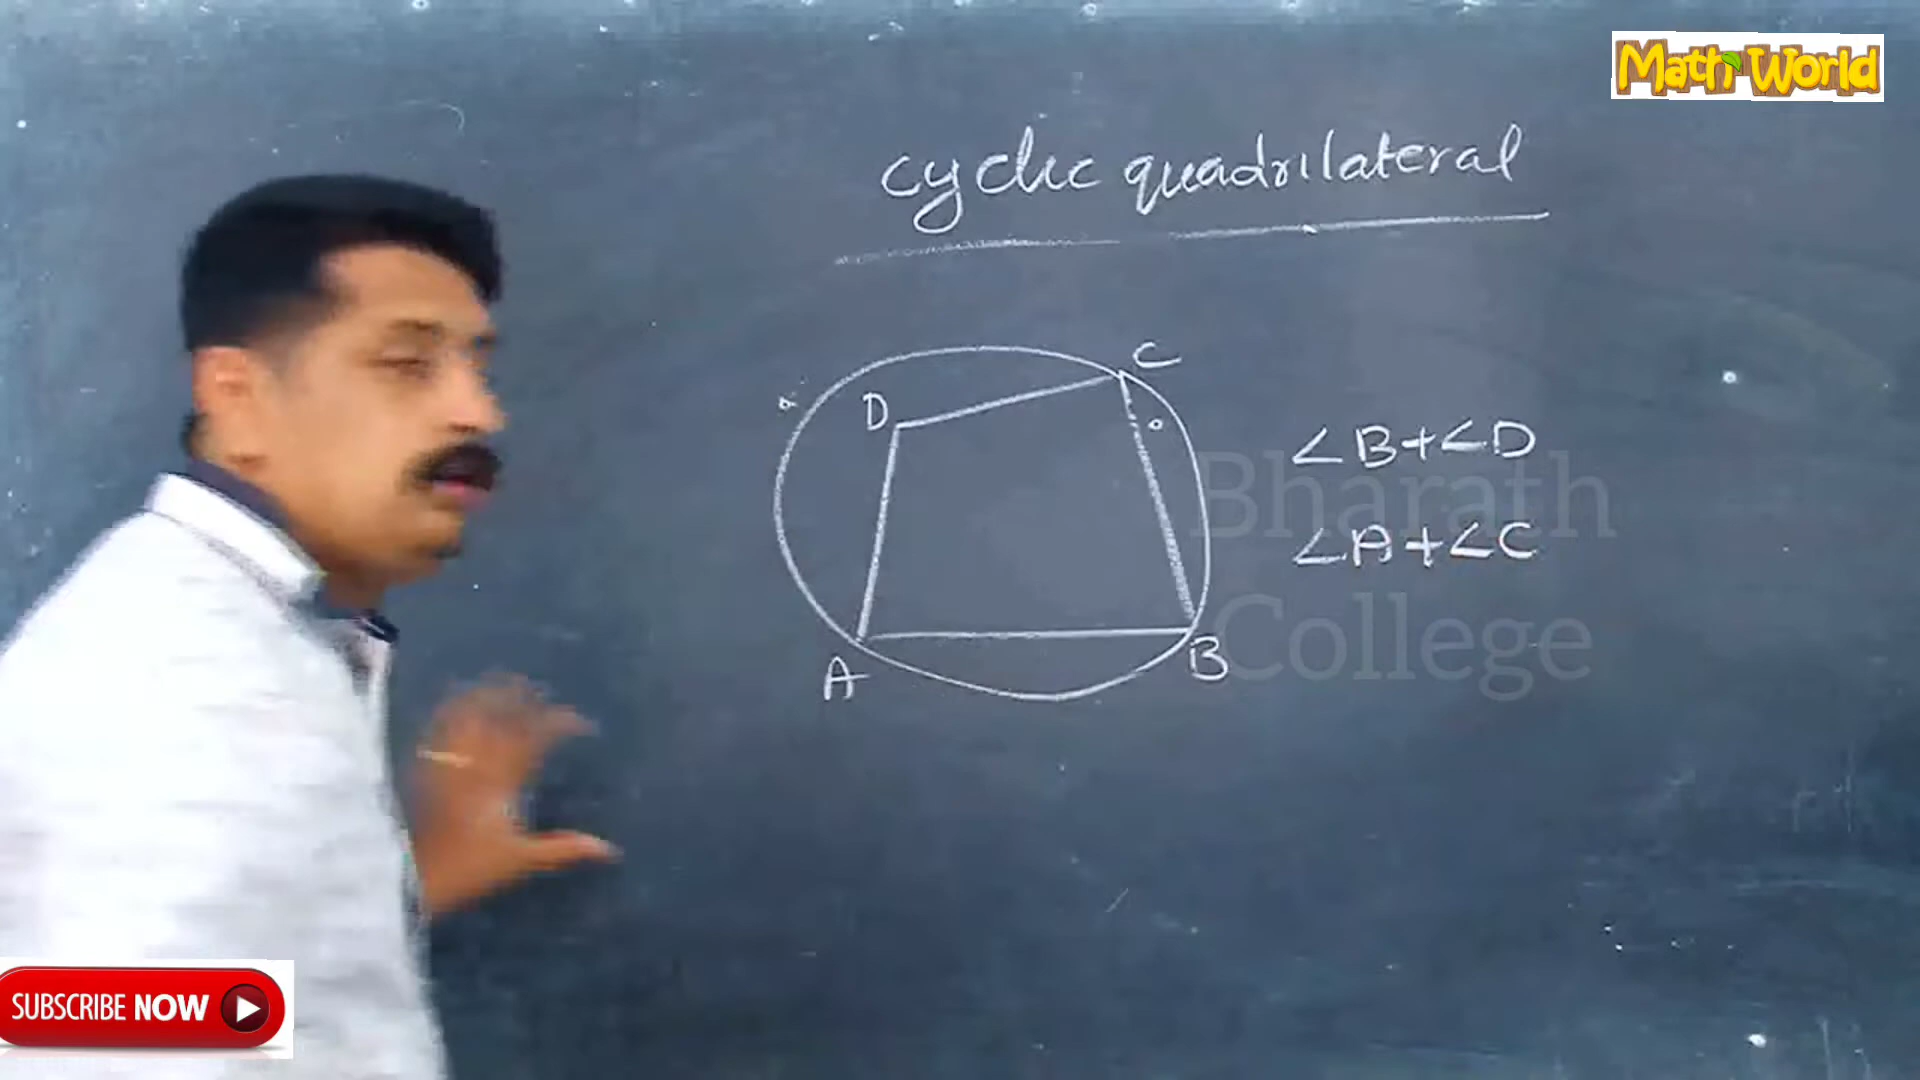 Math World
cyclic quadrilateral
C
D
∠B+∠D
∠A+∠C
A
B
Bharath
College
SUBSCRIBE NOW